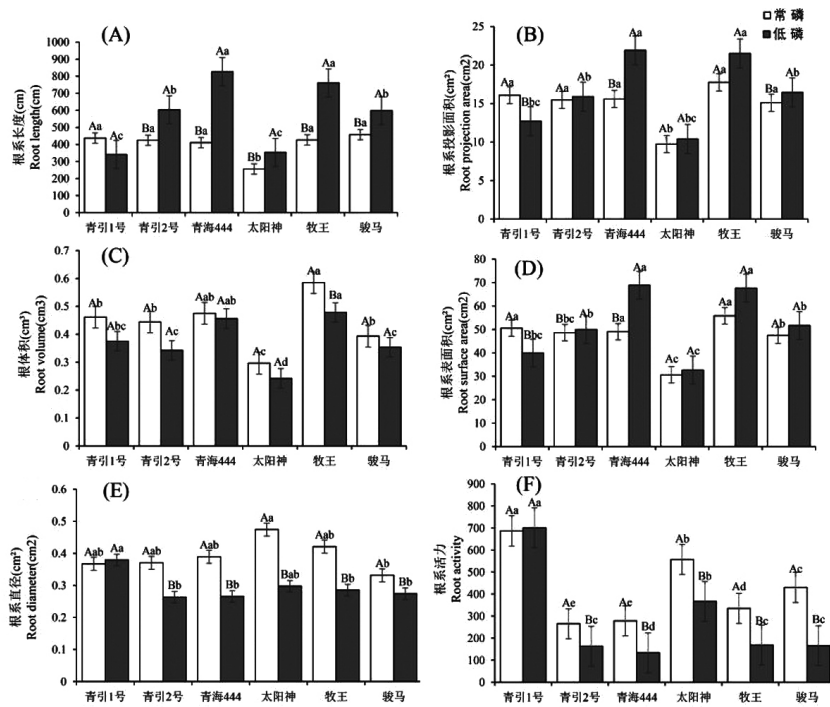 (A)
根系长度(cm)
Root length(cm)
1000
900
800
700
600
500
400
300
200
100
0
Aa
Ac
Ba
Ab
Ba
Aa
Bb
Ac
Ba
Aa
Ba
Ab
青引1号 青引2号 青海444 太阳神 牧王 骏马
(B)
常磷
低磷
根系投影面积(cm²)
Root projection area(cm2)
25
20
15
10
5
0
Aa
Bbc
Aa
Ab
Ba
Aa
Ab
Abc
Aa
Aa
Ba
Ab
青引1号 青引2号 青海444 太阳神 牧王 骏马
(C)
根体积(cm³)
Root volume(cm3)
0.7
0.6
0.5
0.4
0.3
0.2
0.1
0
Ab
Abc
Ab
Ac
Aab
Aab
Ac
Ad
Aa
Ba
Ab
Ac
青引1号 青引2号 青海444 太阳神 牧王 骏马
(D)
根系表面积(cm²)
Root surface area(cm2)
80
70
60
50
40
30
20
10
0
Aa
Bbc
Bbc
Ab
Ba
Aa
Ac
Ac
Ba
Aa
Ab
Ab
青引1号 青引2号 青海444 太阳神 牧王 骏马
(E)
根系直径(cm²)
Root diameter(cm2)
0.6
0.5
0.4
0.3
0.2
0.1
0
Aab
Aa
Aab
Bb
Aab
Bb
Aa
Bab
Aab
Bb
Ab
Bb
青引1号 青引2号 青海444 太阳神 牧王 骏马
(F)
根系活力
Root activity
900
800
700
600
500
400
300
200
100
0
Aa
Aa
Ae
Bc
Ae
Bd
Ab
Bb
Ad
Bc
Ac
Bc
青引1号 青引2号 青海444 太阳神 牧王 骏马